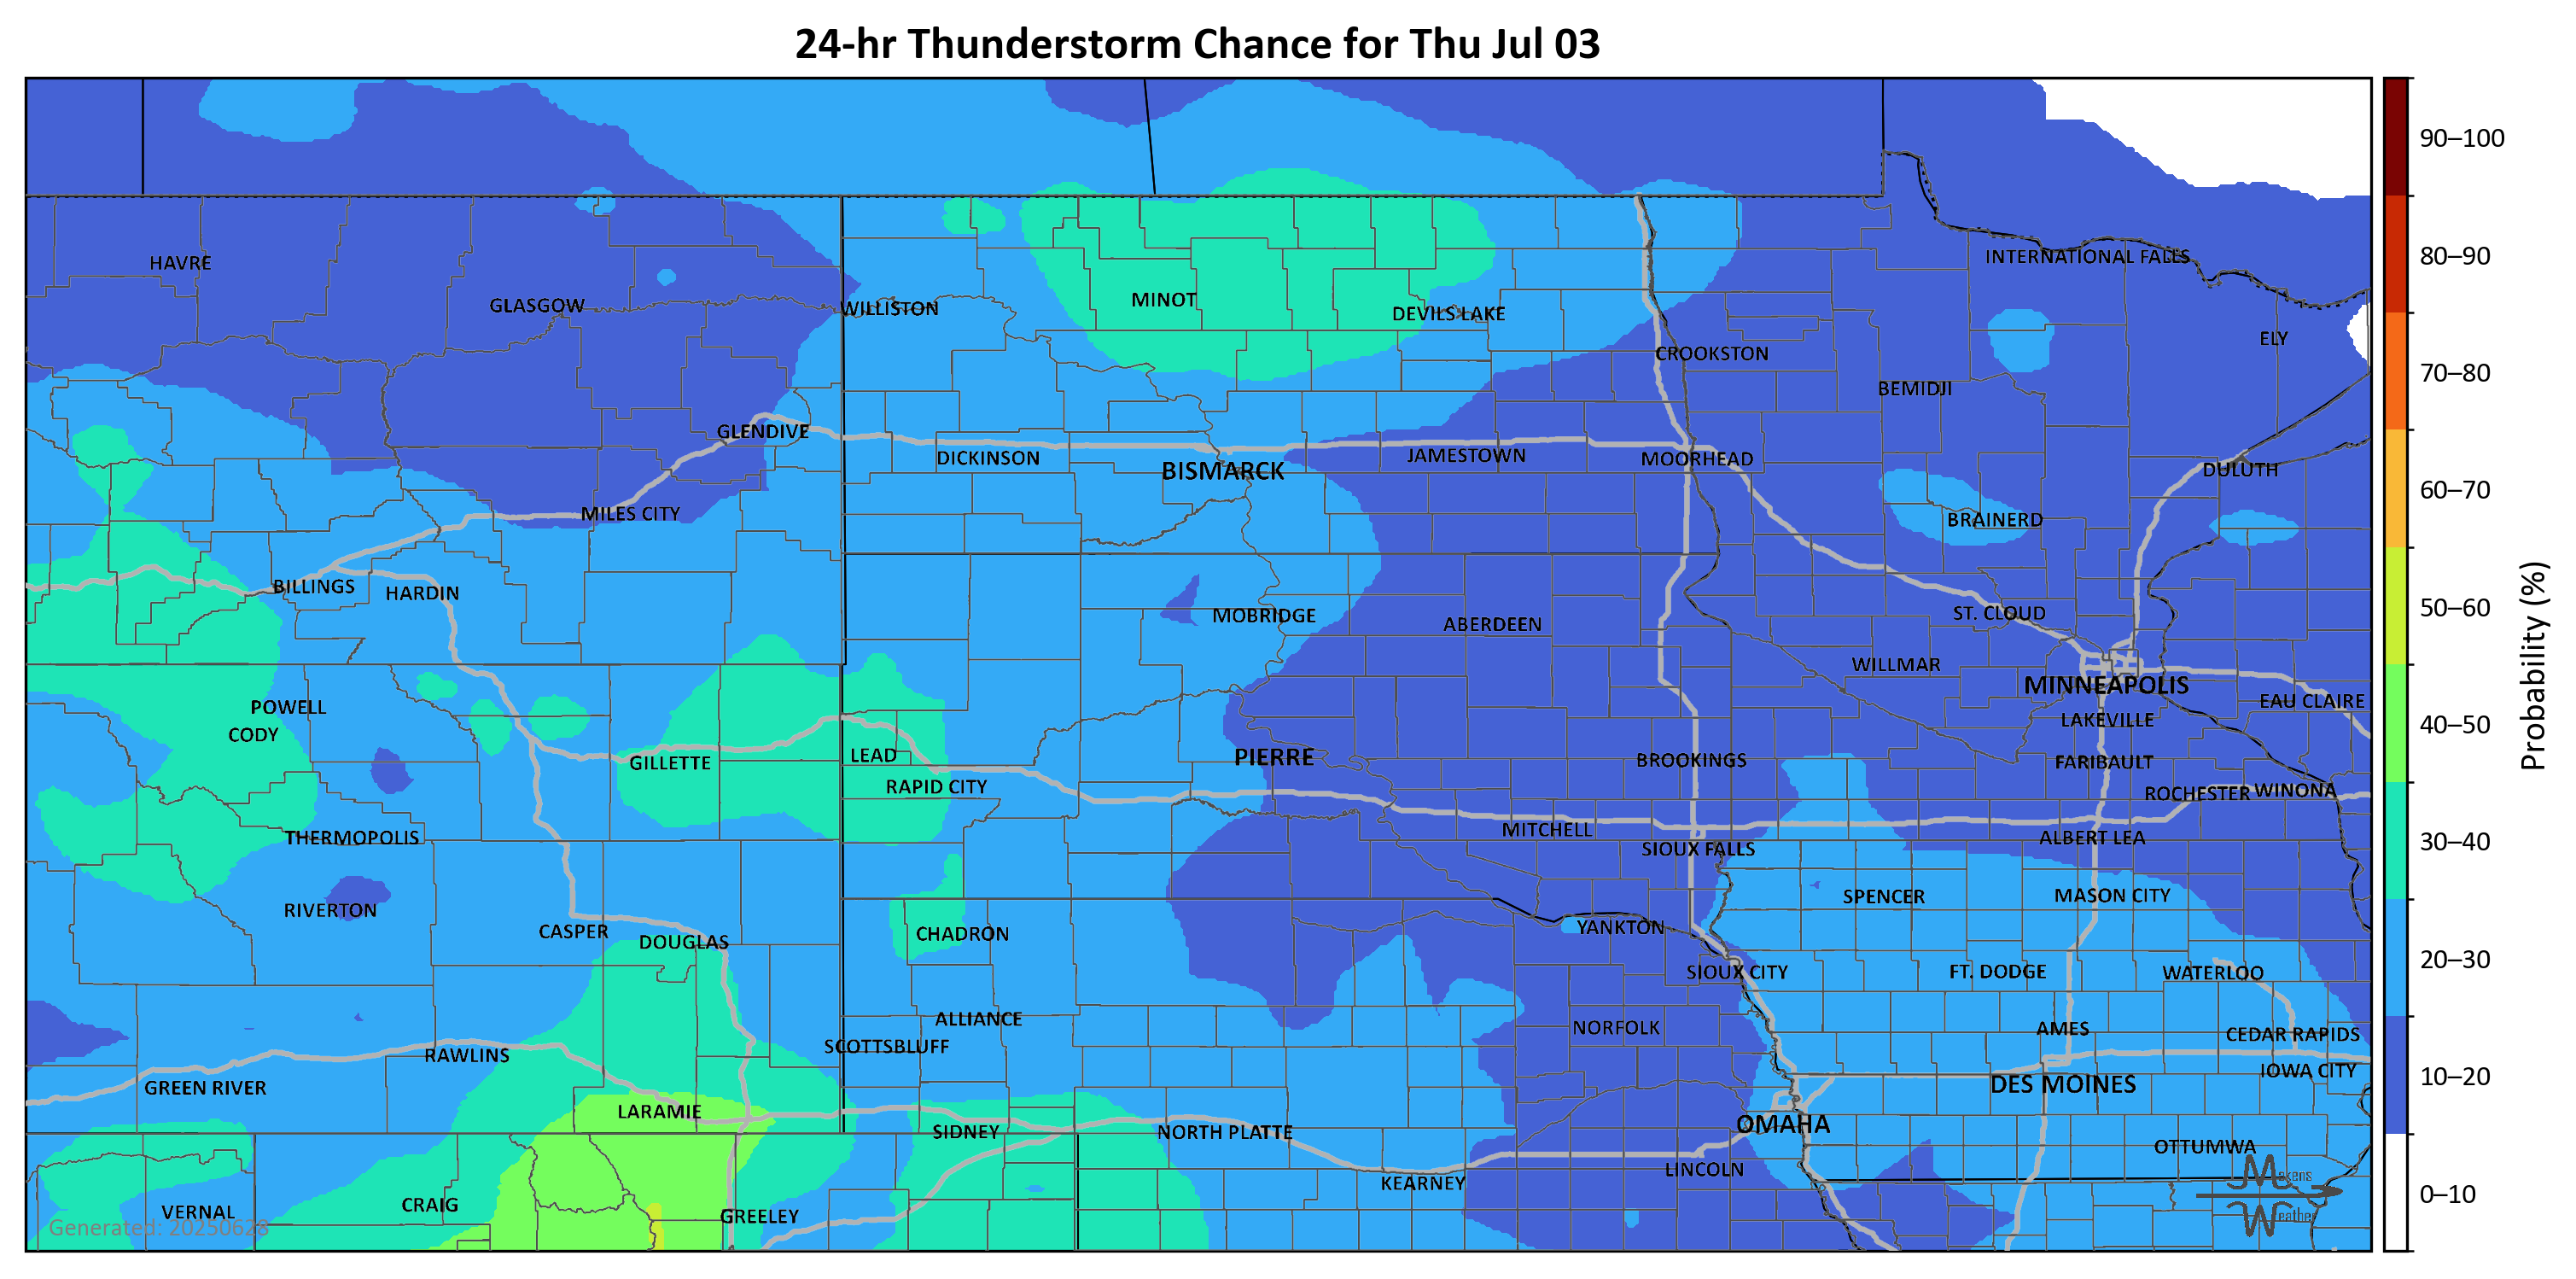 24-hr Thunderstorm Chance for Thu Jul 03
90–100
80–90
70–80
60–70
50–60
40–50
30–40
20–30
10–20
0–10
Probability (%)
HAVRE
INTERNATIONAL FALLS
GLASGOW
WILLISTON
MINOT
DEVILS LAKE
ELY
CROOKSTON
BEMIDJI
GLENDIVE
DICKINSON
BISMARCK
JAMESTOWN
MOORHEAD
DULUTH
MILES CITY
BRAINERD
BILLINGS
HARDIN
MOBRIDGE
ABERDEEN
ST. CLOUD
WILLMAR
MINNEAPOLIS
EAU CLAIRE
POWELL
LAKEVILLE
CODY
GILLETTE
LEAD
PIERRE
BROOKINGS
FARIBAULT
RAPID CITY
ROCHESTER
WINONA
THERMOPOLIS
MITCHELL
ALBERT LEA
SIOUX FALLS
SPENCER
MASON CITY
RIVERTON
CASPER
DOUGLAS
CHADRON
YANKTON
SIOUX CITY
FT. DODGE
WATERLOO
ALLIANCE
NORFOLK
AMES
CEDAR RAPIDS
SCOTTSBLUFF
RAWLINS
GREEN RIVER
DES MOINES
IOWA CITY
LARAMIE
SIDNEY
NORTH PLATTE
OMAHA
OTTUMWA
LINCOLN
KEARNEY
VERNAL
CRAIG
GREELEY
Generated: 20250628
Makens
Weather